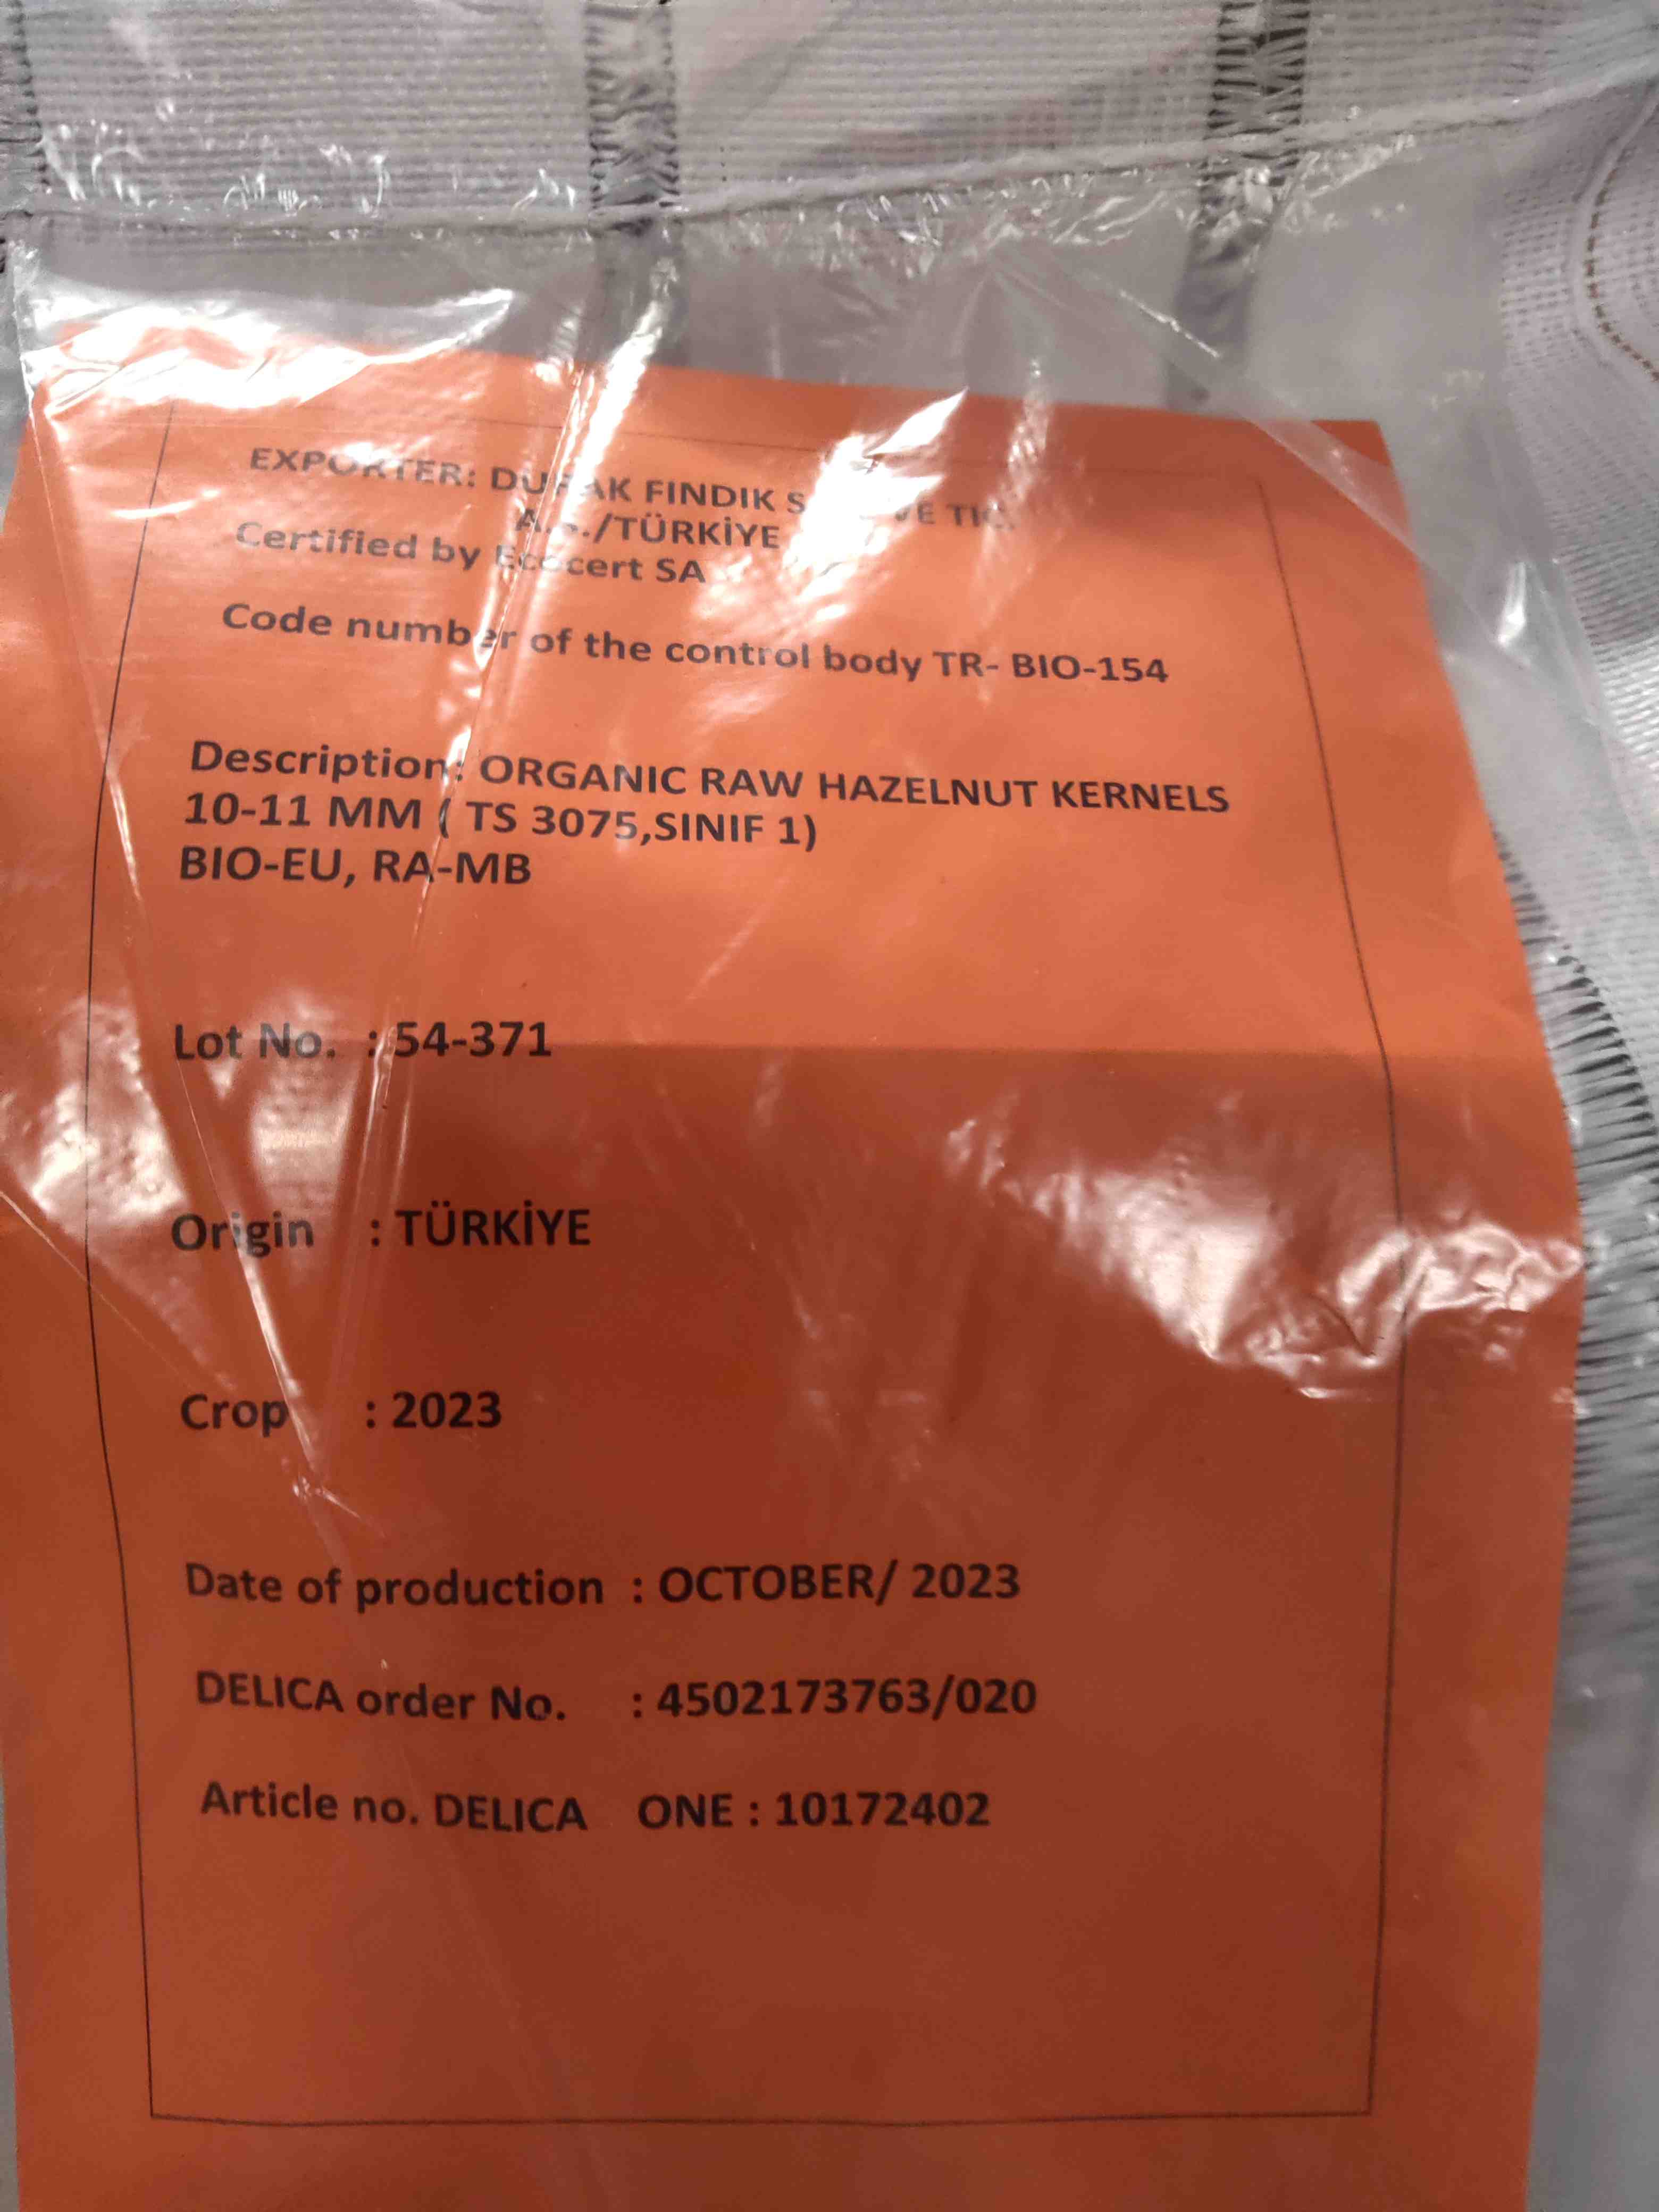 EXPORTER: DURAK FINDIK VE TIC.
/TÜRKİYE
Certified by Ecocert SA
Code number of the control body TR- BIO-154
Description: ORGANIC RAW HAZELNUT KERNELS
10-11 MM ( TS 3075,SINIF 1)
BIO-EU, RA-MB
Lot No. : 54-371
Origin : TÜRKİYE
Crop : 2023
Date of production : OCTOBER/ 2023
DELICA order No. : 4502173763/020
Article no. DELICA ONE : 10172402